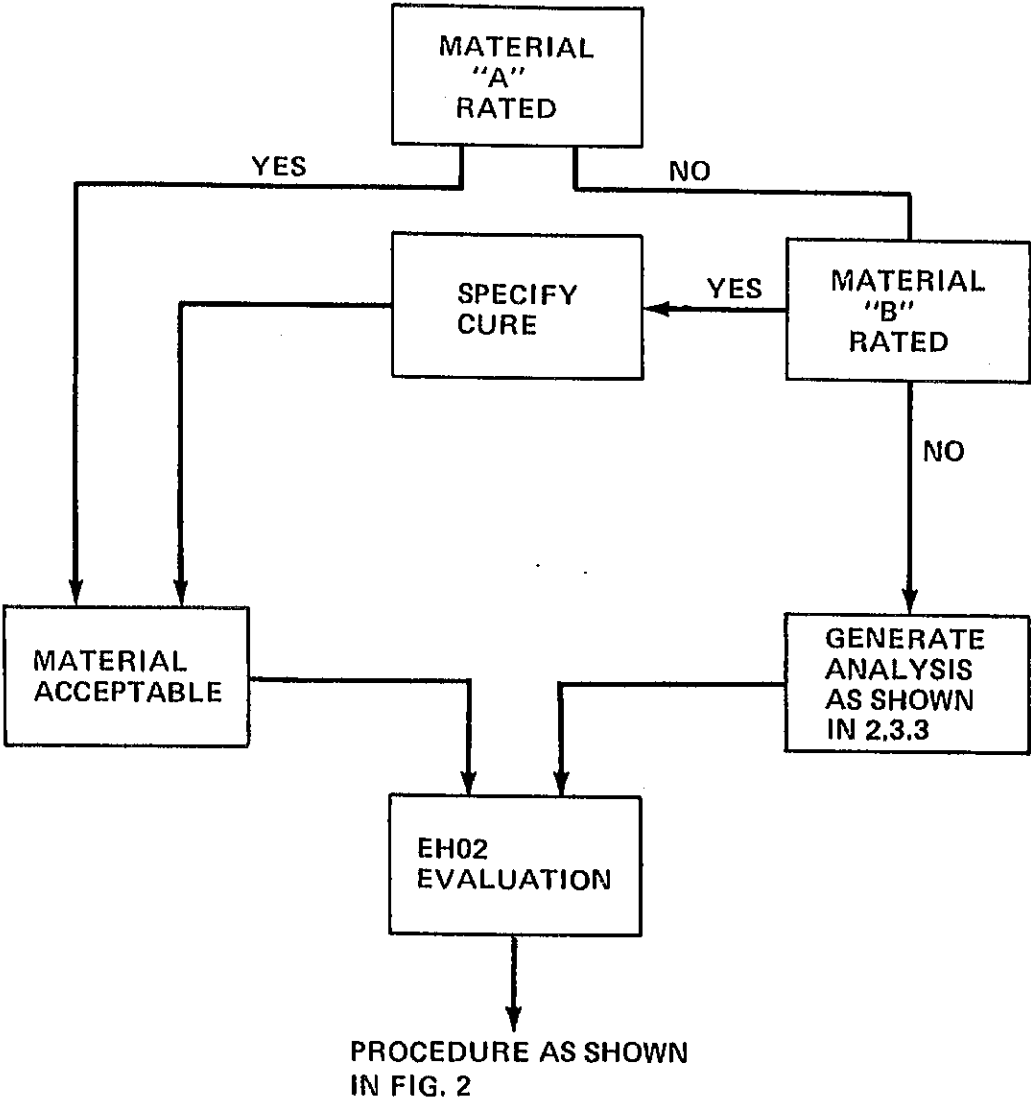 MATERIAL
"A"
RATED
YES
NO
SPECIFY
CURE
YES
MATERIAL
"B"
RATED
NO
MATERIAL
ACCEPTABLE
GENERATE
ANALYSIS
AS SHOWN
IN 2.3.3
EH02
EVALUATION
PROCEDURE AS SHOWN
IN FIG. 2